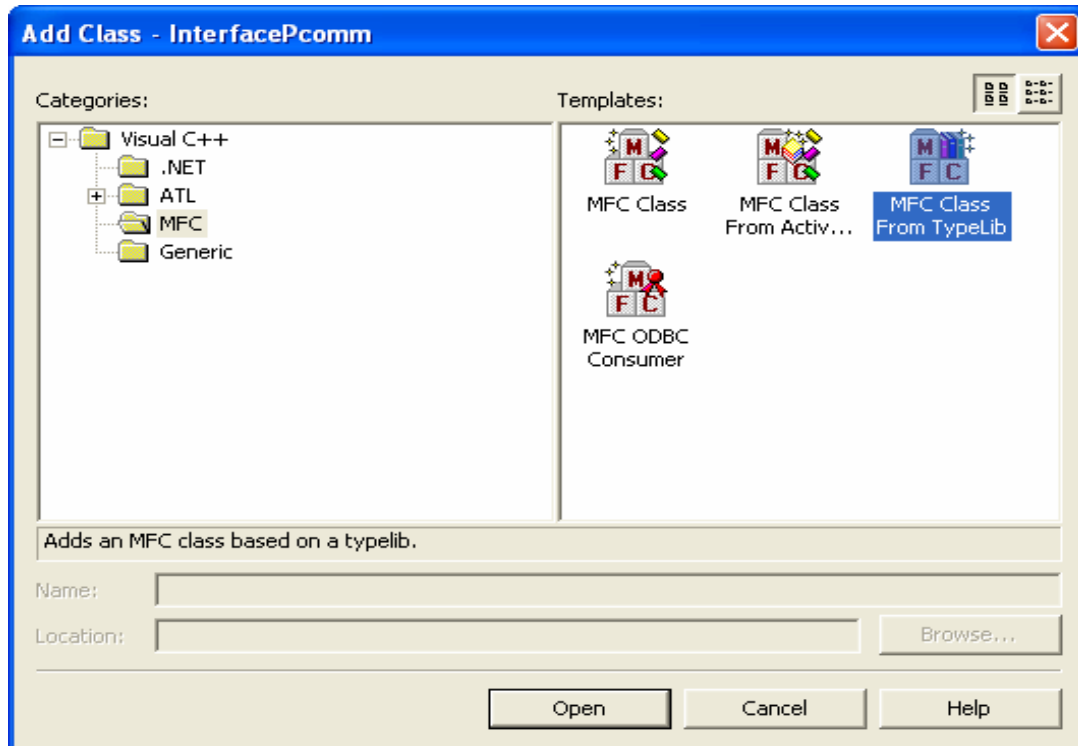 Add Class - InterfacePcomm
Categories:
Templates:
Visual C++
.NET
ATL
MFC
Generic
MFC Class
MFC Class
From Activ...
MFC Class
From TypeLib
MFC ODBC
Consumer
Adds an MFC class based on a typelib.
Name:
Location:
Browse...
Open
Cancel
Help